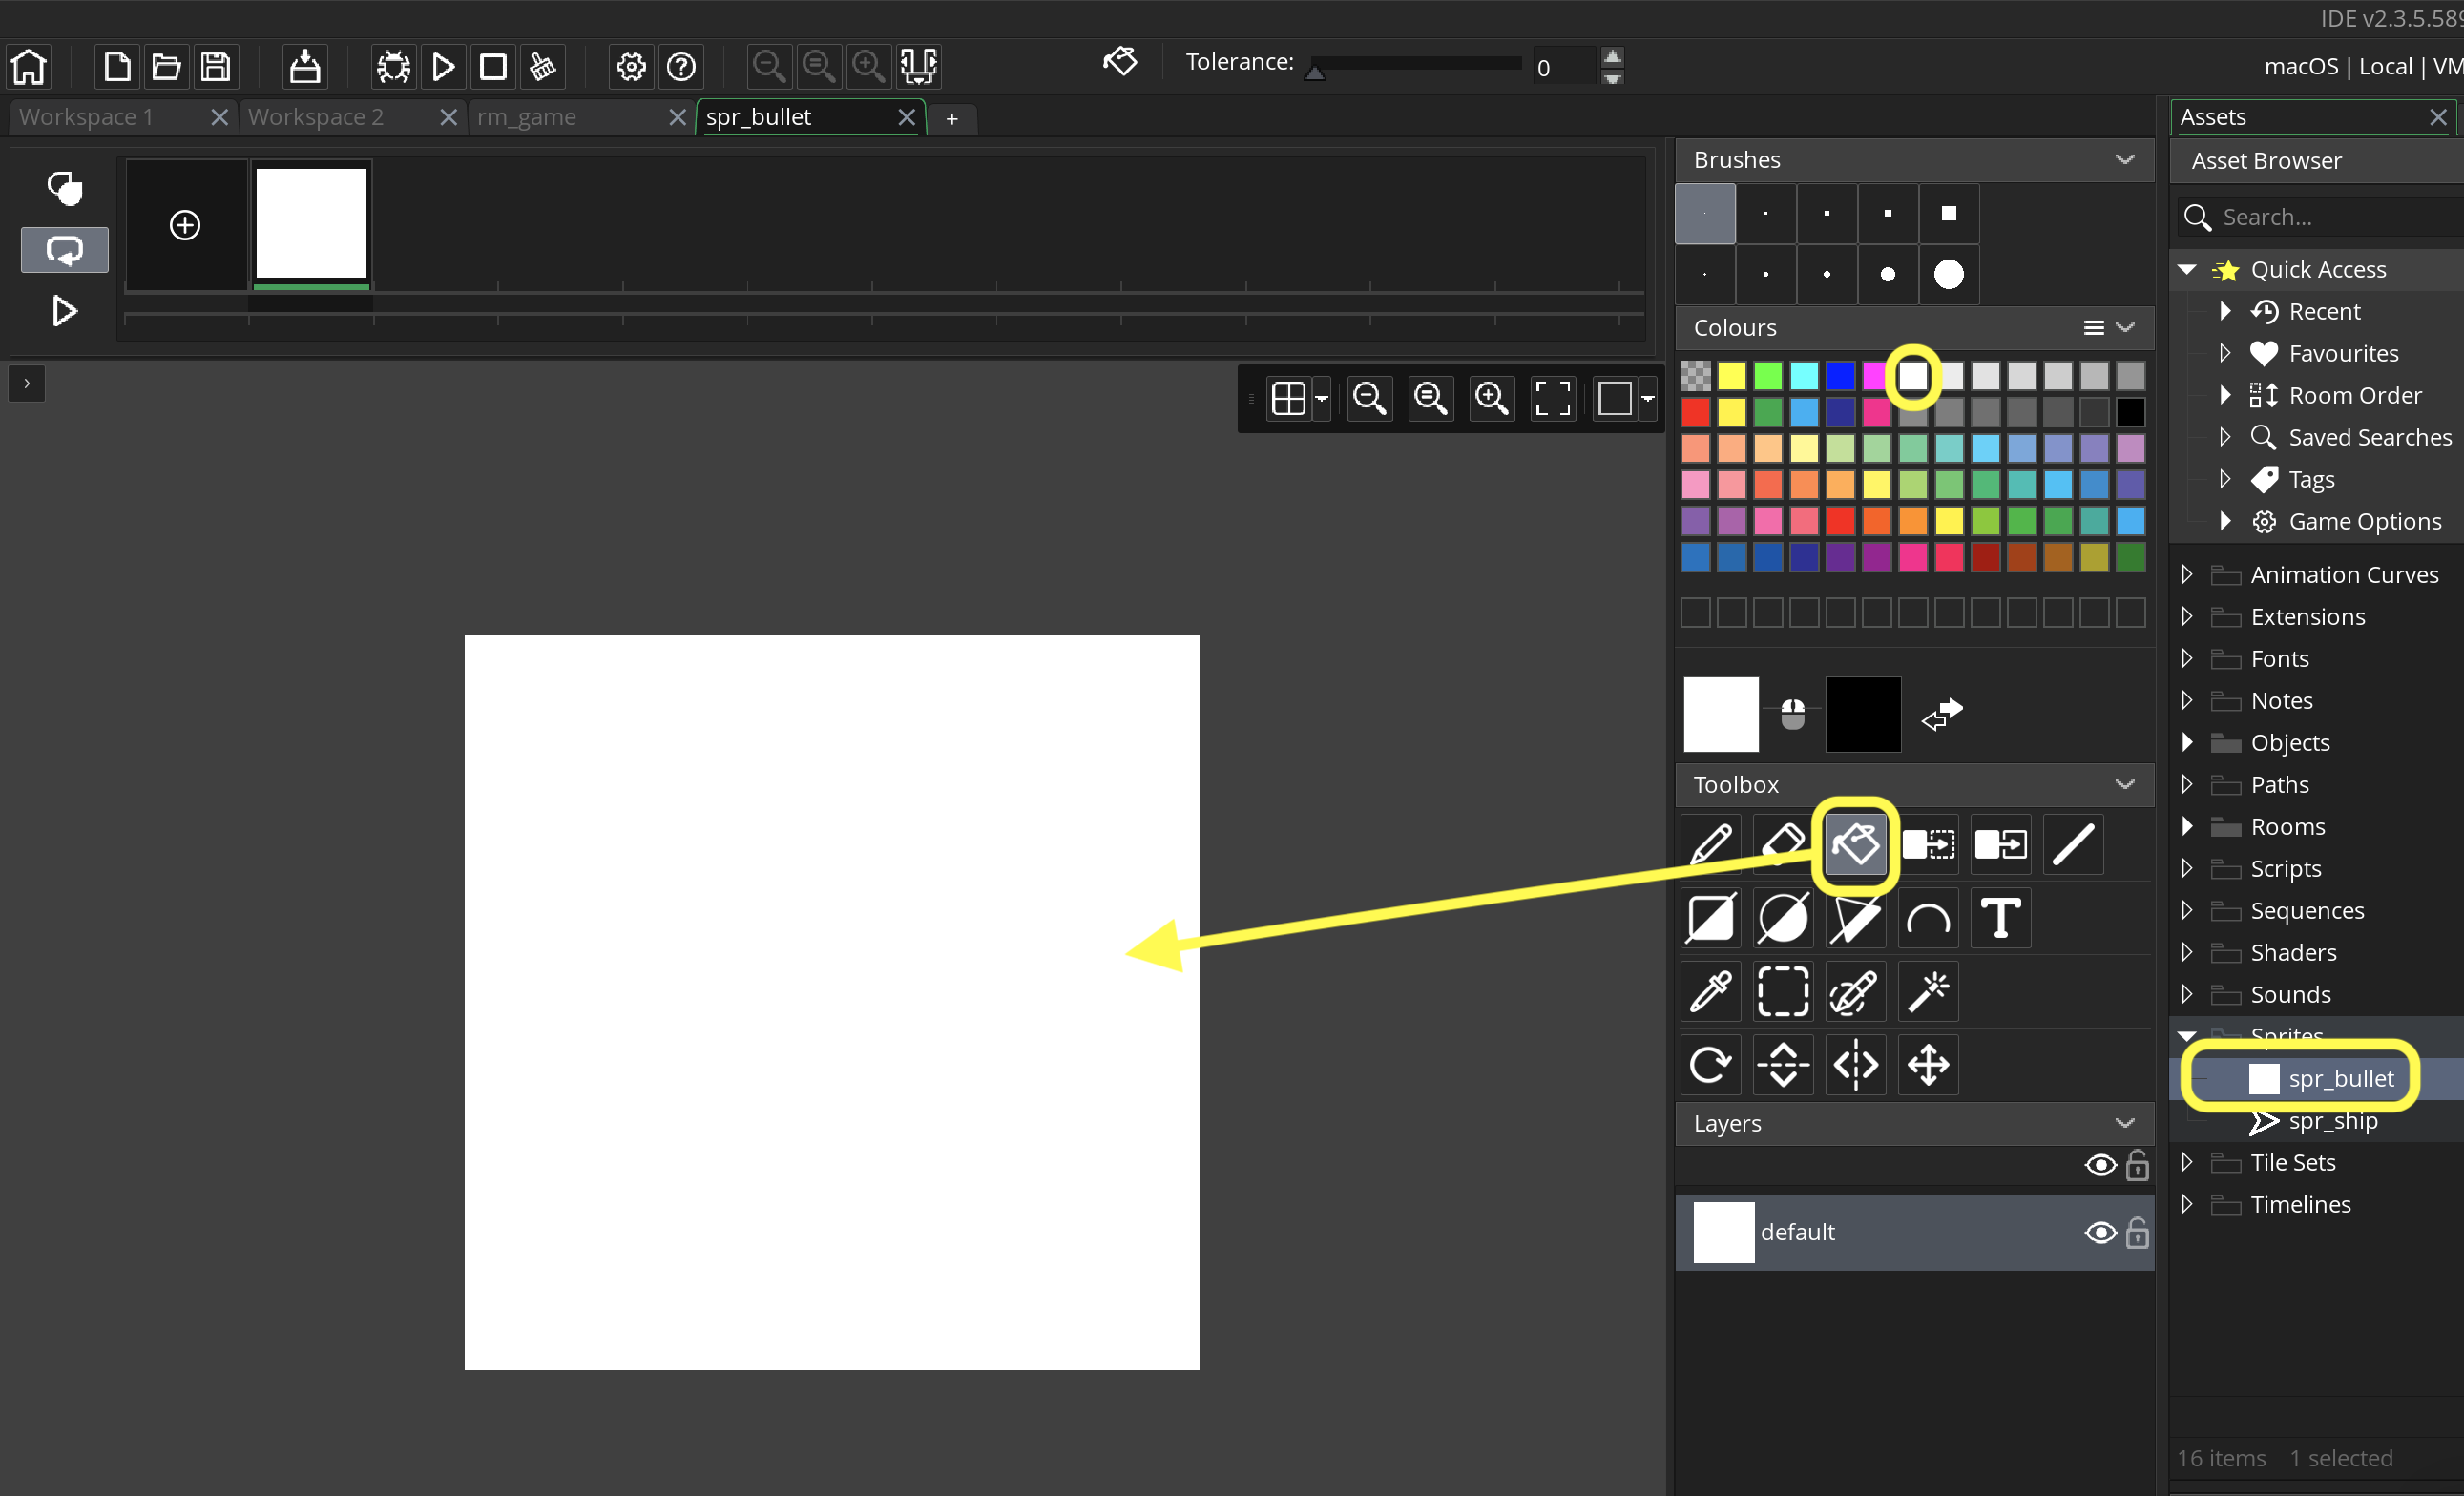 IDE v2.3.5.589
Tolerance: 0
macOS | Local | VM
Workspace 1
Workspace 2
rm_game
spr_bullet
+
Assets
Brushes
Asset Browser
Search...
Quick Access
Colours
Recent
Favourites
Room Order
Saved Searches
Tags
Game Options
Animation Curves
Extensions
Fonts
Notes
Objects
Toolbox
Paths
Rooms
Scripts
Sequences
Shaders
Sounds
Sprites
spr_bullet
Layers
spr_ship
Tile Sets
Timelines
default
16 items 1 selected